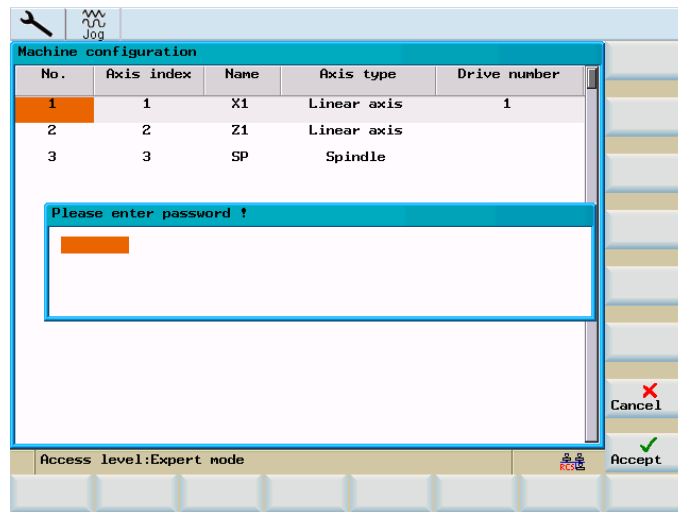 Jog
Machine configuration
No. Axis index Name Axis type Drive number
1 1 X1 Linear axis 1
2 2 Z1 Linear axis
3 3 SP Spindle
Please enter password !
Cancel
Access level:Expert mode RCS Accept